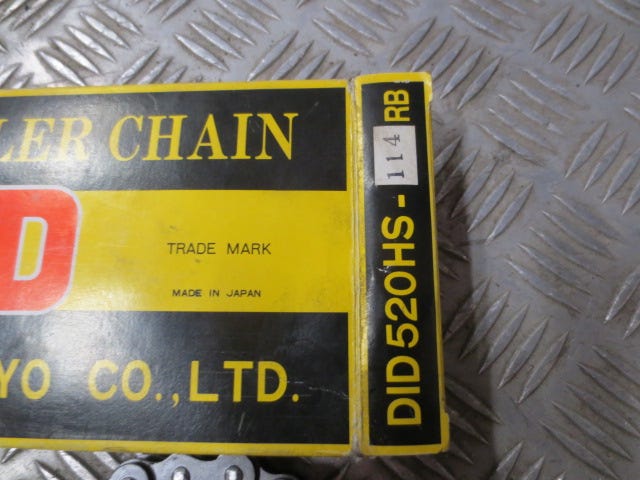 LER CHAIN
D
TRADE MARK
MADE IN JAPAN
YO CO.,LTD.
DID 520HS-114 RB